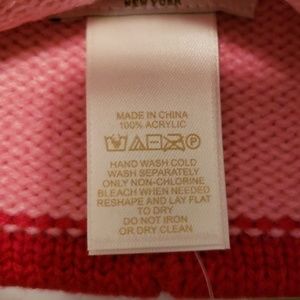 NEW YORK
MADE IN CHINA
100% ACRYLIC
HAND WASH COLD
WASH SEPARATELY
ONLY NON-CHLORINE
BLEACH WHEN NEEDED
RESHAPE AND LAY FLAT
TO DRY
DO NOT IRON
OR DRY CLEAN